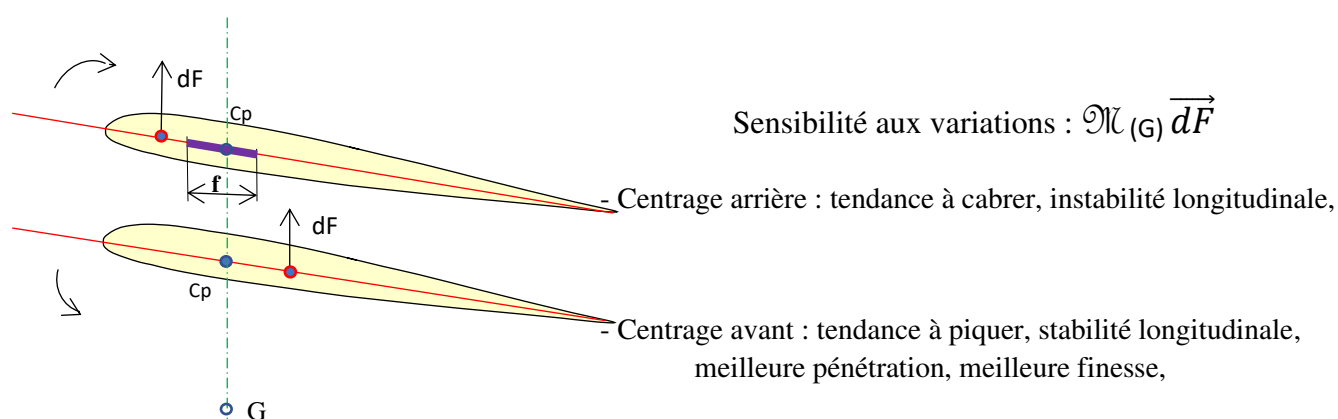 dF
Cp
f
Sensibilité aux variations : 𝔐 (G) dF
- Centrage arrière : tendance à cabrer, instabilité longitudinale,
dF
Cp
- Centrage avant : tendance à piquer, stabilité longitudinale,
meilleure pénétration, meilleure finesse,
G